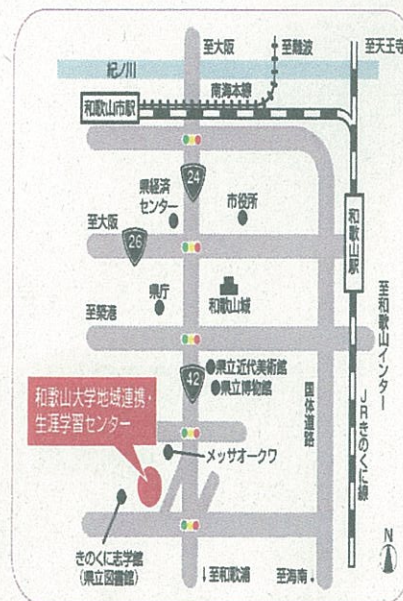 至大阪
至難波
至天王寺
紀ノ川
南海本線
和歌山市駅
24
県経済
センター
市役所
至大阪
26
和歌山駅
県庁
和歌山城
至築港
至和歌山インター
県立近代美術館
42
県立博物館
国体道路
JRきのくに線
和歌山大学地域連携・
生涯学習センター
メッサオークワ
きのくに志学館
(県立図書館)
↓至和歌浦
至海南↓
N